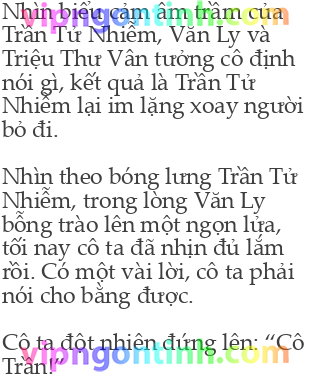 Nhìn biểu cảm âm trầm của
Trần Tử Nhiễm, Văn Ly và
Triệu Thư Vân tưởng cô định
nói gì, kết quả là Trần Tử
Nhiễm lại im lặng xoay người
bỏ đi.
Nhìn theo bóng lưng Trần Tử
Nhiễm, trong lòng Văn Ly
bỗng trào lên một ngọn lửa,
tối nay cô ta đã nhịn đủ lắm
rồi. Có một vài lời, cô ta phải
nói cho bằng được.
Cô ta đột nhiên đứng lên: “Cô
Trần!”
vipngontinh.com
vipngontinh.com